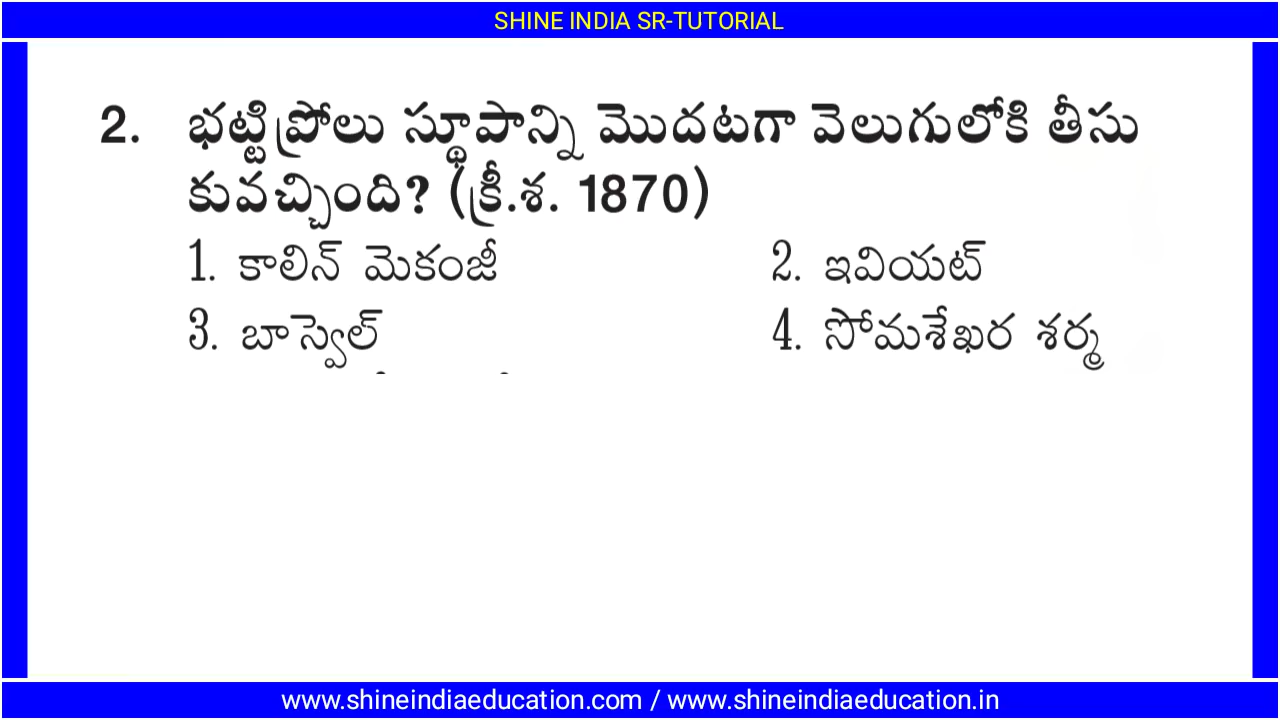 SHINE INDIA SR-TUTORIAL
2. భట్టిప్రోలు స్థూపాన్ని మొదటగా వెలుగులోకి తీసు
కువచ్చింది? (క్రీ.శ. 1870)
1. కాలిన్ మెకంజీ 2. ఇవియట్
3. బాస్వెల్ 4. సోమశేఖర శర్మ
www.shineindiaeducation.com / www.shineindiaeducation.in